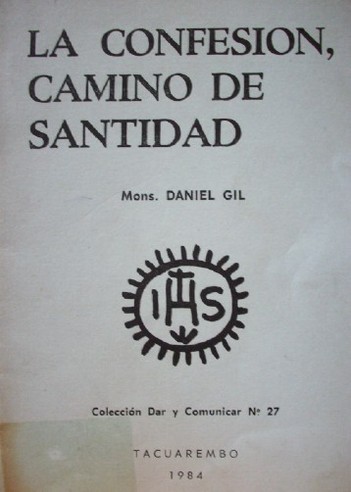 LA CONFESION,
CAMINO DE
SANTIDAD
Mons. DANIEL GIL
IHS
Colección Dar y Comunicar Nº 27
TACUAREMBO
1984